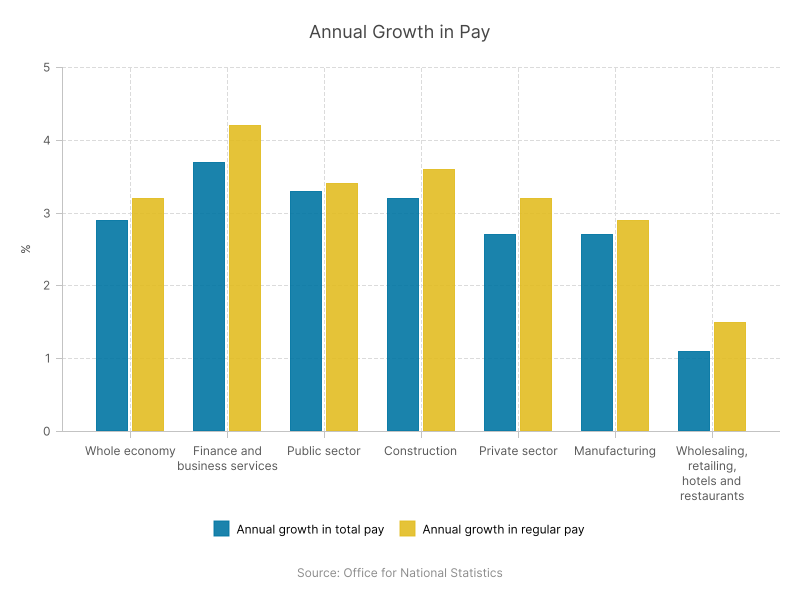 Annual Growth in Pay
5
4
3
2
1
0
%
Whole economy
Finance and
business services
Public sector
Construction
Private sector
Manufacturing
Wholesaling,
retailing,
hotels and
restaurants
Annual growth in total pay
Annual growth in regular pay
Source: Office for National Statistics